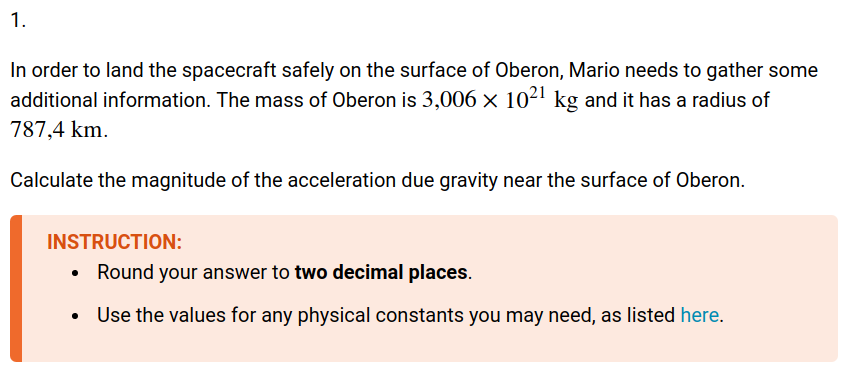 1.
In order to land the spacecraft safely on the surface of Oberon, Mario needs to gather some
additional information. The mass of Oberon is 3,006 × 10²¹ kg and it has a radius of
787,4 km.
Calculate the magnitude of the acceleration due gravity near the surface of Oberon.
INSTRUCTION:
• Round your answer to two decimal places.
• Use the values for any physical constants you may need, as listed here.